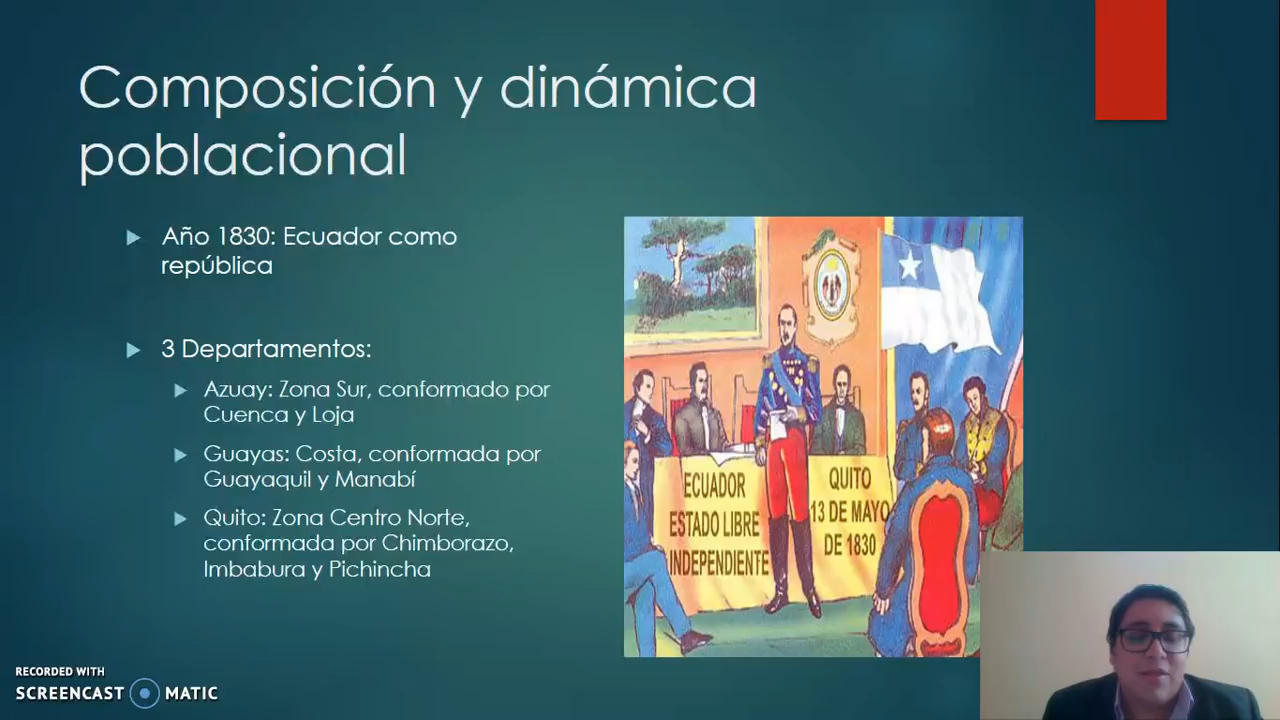 Composición y dinámica
poblacional
Año 1830: Ecuador como
república
3 Departamentos:
Azuay: Zona Sur, conformado por
Cuenca y Loja
Guayas: Costa, conformada por
Guayaquil y Manabí
Quito: Zona Centro Norte,
conformada por Chimborazo,
Imbabura y Pichincha
ECUADOR
ESTADO LIBRE
INDEPENDIENTE
QUITO
13 DE MAYO
DE 1830
RECORDED WITH
SCREENCAST MATIC